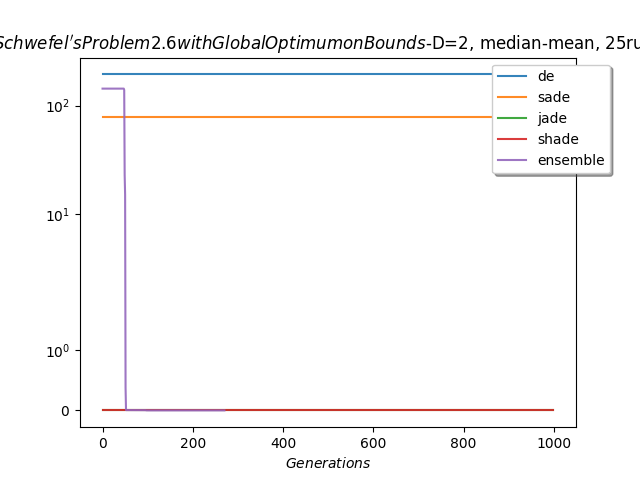 Schwefel'sProblem2.6withGlobalOptimumonBounds-D=2, median-mean, 25ru
de
sade
jade
shade
ensemble
10²
10¹
10⁰
0
0 200 400 600 800 1000
Generations